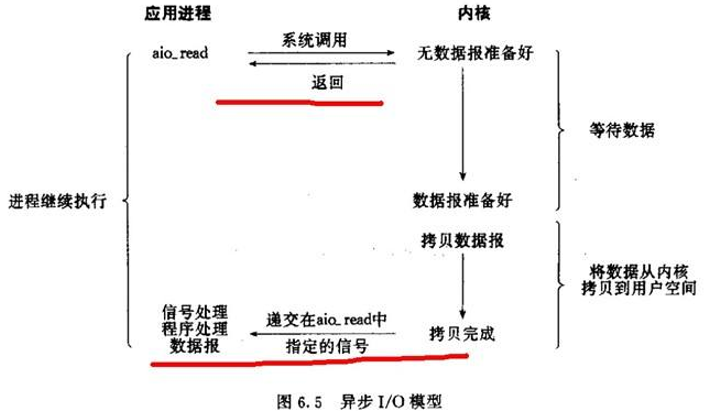 应用进程
内核
aio_read
系统调用
无数据报准备好
返回
等待数据
进程继续执行
数据报准备好
拷贝数据报
将数据从内核
拷贝到用户空间
信号处理
程序处理
数据报
递交在aio_read中
指定的信号
拷贝完成
图 6.5 异步 I/O 模型